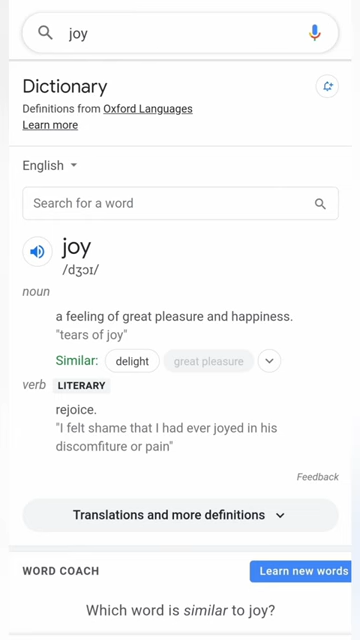 joy
Dictionary
Definitions from Oxford Languages
Learn more
English
Search for a word
joy
/dʒɔɪ/
noun
a feeling of great pleasure and happiness.
"tears of joy"
Similar: delight great pleasure
verb LITERARY
rejoice.
"I felt shame that I had ever joyed in his
discomfiture or pain"
Feedback
Translations and more definitions
WORD COACH Learn new words
Which word is similar to joy?